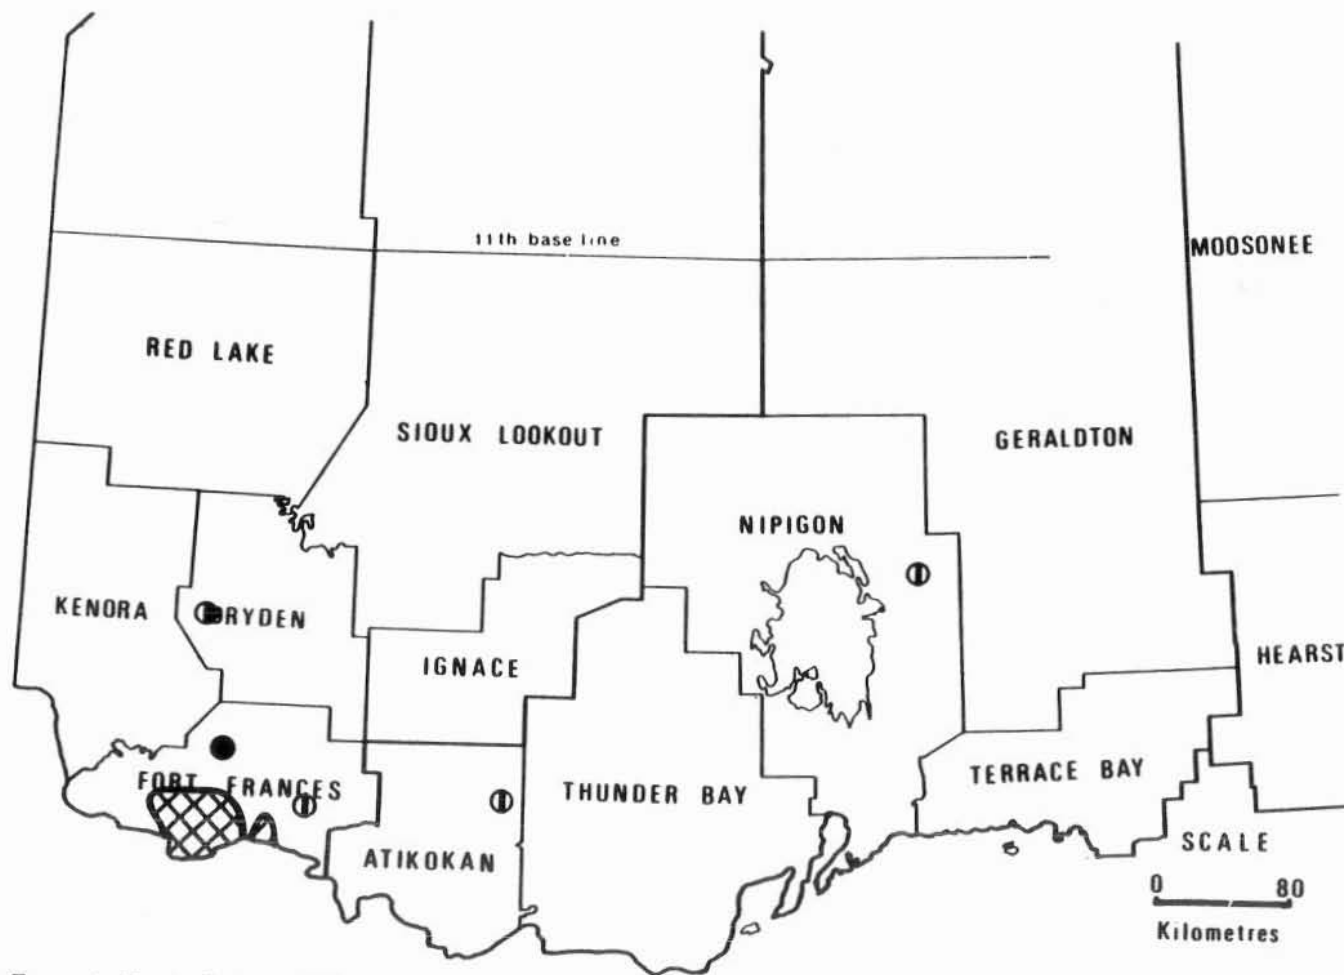 11th base line
MOOSONEE
RED LAKE
SIOUX LOOKOUT
GERALDTON
NIPIGON
KENORA
DRYDEN
IGNACE
HEARST
FORT FRANCES
THUNDER BAY
TERRACE BAY
ATIKOKAN
SCALE
0 80
Kilometres